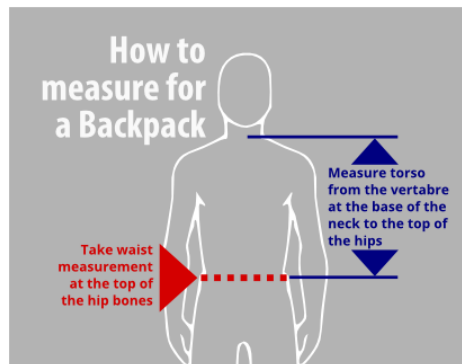 How to
measure for
a Backpack
Measure torso
from the vertabre
at the base of the
neck to the top of
the hips
Take waist
measurement
at the top of
the hip bones